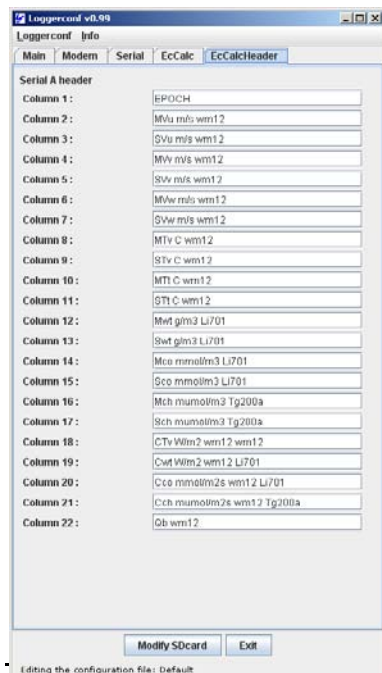 Loggerconf v0.99
Loggerconf Info
Main Modem Serial EcCalc EcCalcHeader
Serial A header
Column 1 : EPOCH
Column 2 : MVu m/s wm12
Column 3 : SVu m/s wm12
Column 4 : MVv m/s wm12
Column 5 : SVv m/s wm12
Column 6 : MVw m/s wm12
Column 7 : SVw m/s wm12
Column 8 : MTv C wm12
Column 9 : STv C wm12
Column 10 : MTt C wm12
Column 11 : STt C wm12
Column 12 : Mwt g/m3 Li701
Column 13 : Swt g/m3 Li701
Column 14 : Mco mmol/m3 Li701
Column 15 : Sco mmol/m3 Li701
Column 16 : Mch mumol/m3 Tg200a
Column 17 : Sch mumol/m3 Tg200a
Column 18 : CTv W/m2 wm12 wm12
Column 19 : Cwt W/m2 wm12 Li701
Column 20 : Cco mmol/m2s wm12 Li701
Column 21 : Cch mumol/m2s wm12 Tg200a
Column 22 : Qb wm12
Modify SDcard Exit
Editing the configuration file: Default